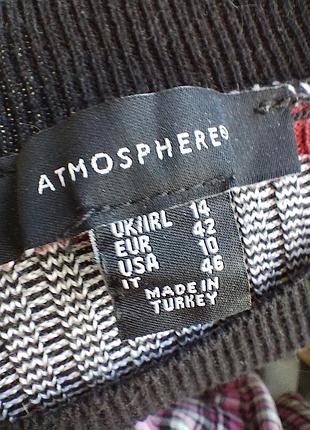 ATMOSPHERE®
UK/IRL 14
EUR 42
USA 10
IT 46
MADE IN
TURKEY